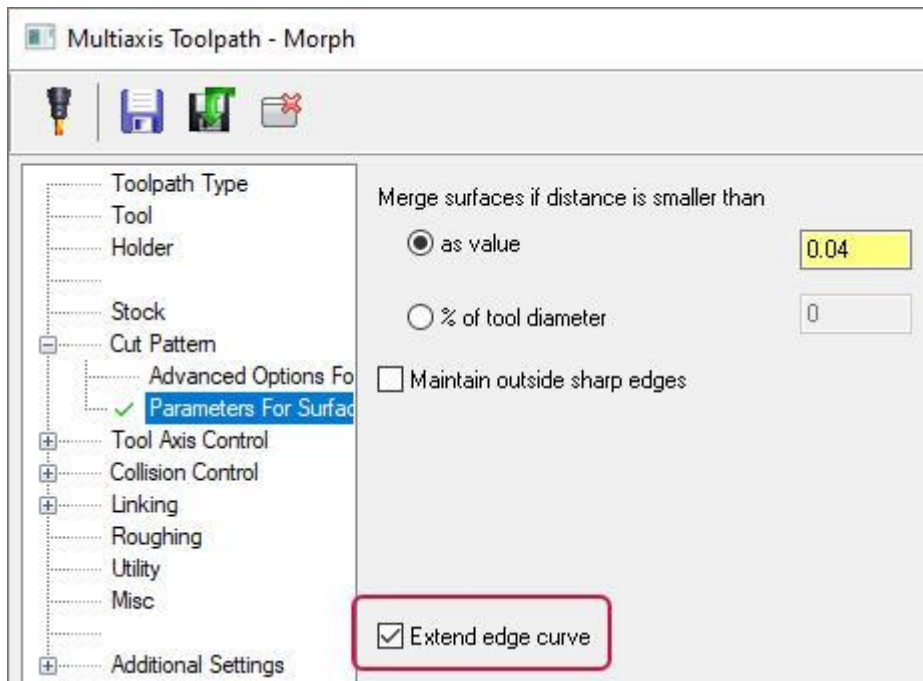 Multiaxis Toolpath - Morph
Toolpath Type
Tool
Holder
Stock
Cut Pattern
Advanced Options Fo
Parameters For Surfac
Tool Axis Control
Collision Control
Linking
Roughing
Utility
Misc
Additional Settings
Merge surfaces if distance is smaller than
as value 0.04
% of tool diameter 0
Maintain outside sharp edges
Extend edge curve